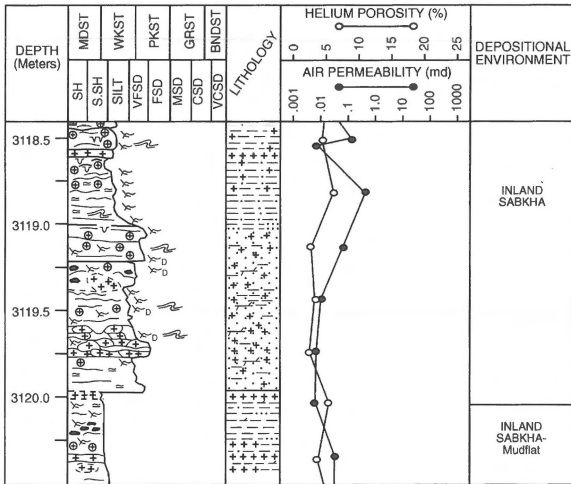 DEPTH
(Meters)
MDST
WKST
PKST
GRST
BNDST
SH
S.SH
SILT
VFSD
FSD
MSD
CSD
VCSD
LITHOLOGY
HELIUM POROSITY (%)
0 5 10 15 20 25
AIR PERMEABILITY (md)
.001 .01 .1 1.0 10 100 1000
DEPOSITIONAL
ENVIRONMENT
3118.5
3119.0
3119.5
3120.0
D
D
D
D
INLAND
SABKHA
INLAND
SABKHA-
Mudflat